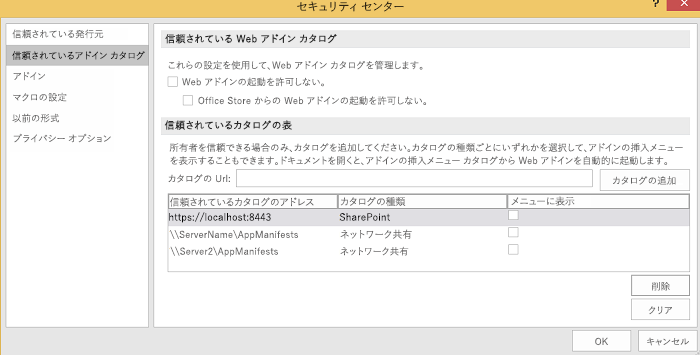 セキュリティ センター
?
信頼されている発行元
信頼されているアドイン カタログ
アドイン
マクロの設定
以前の形式
プライバシー オプション
信頼されている Web アドイン カタログ
これらの設定を使用して、Web アドイン カタログを管理します。
Web アドインの起動を許可しない。
Office Store からの Web アドインの起動を許可しない。
信頼されているカタログの表
所有者を信頼できる場合のみ、カタログを追加してください。カタログの種類ごとにいずれかを選択して、アドインの挿入メニュー
を表示することもできます。ドキュメントを開くと、アドインの挿入メニュー カタログから Web アドインを自動的に起動します。
カタログの Url:
カタログの追加
信頼されているカタログのアドレス カタログの種類 メニューに表示
https://localhost:8443 SharePoint
\\ServerName\AppManifests ネットワーク共有
\\Server2\AppManifests ネットワーク共有
削除
クリア
OK キャンセル